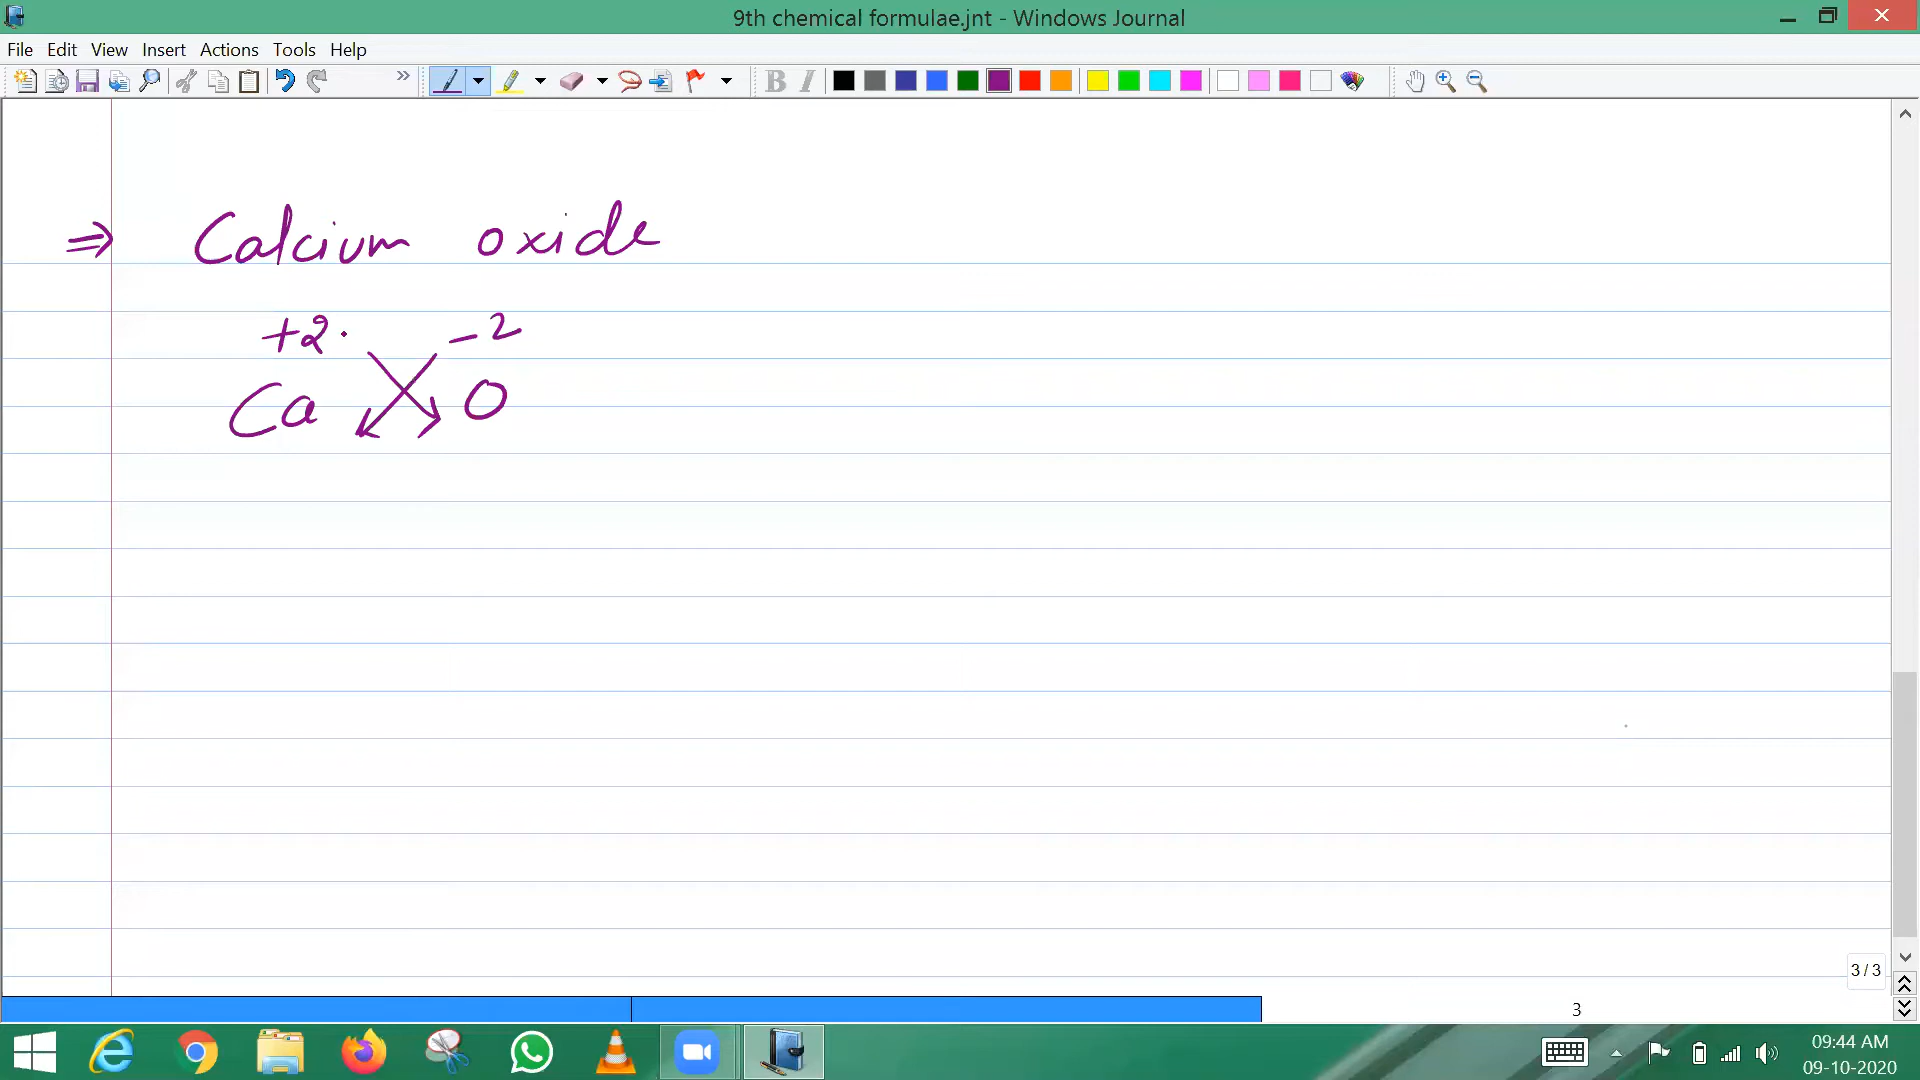 9th chemical formulae.jnt - Windows Journal
File Edit View Insert Actions Tools Help
B I
⇒ Calcium oxide
+2 -2
Ca O
3 / 3
3
09:44 AM
09-10-2020